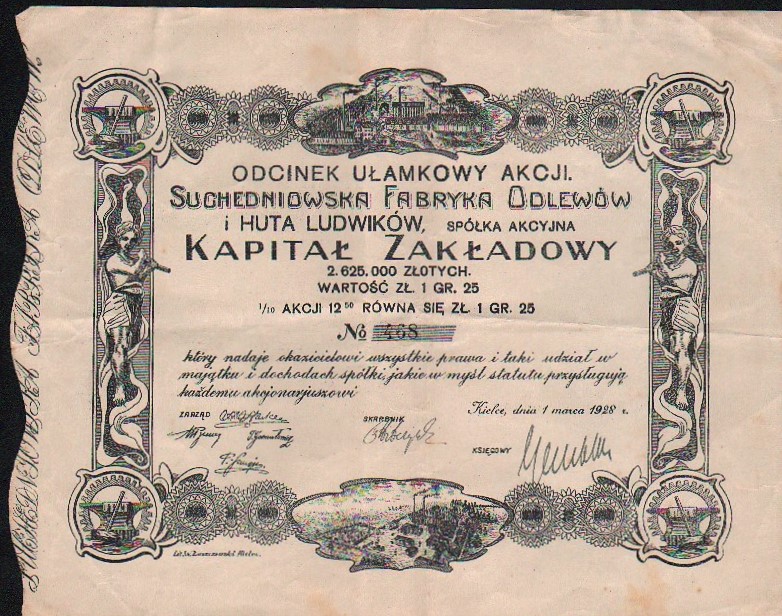 ODCINEK UŁAMKOWY AKCJI.
SUCHEDNIOWSKA FABRYKA ODLEWÓW
i HUTA LUDWIKÓW, SPÓŁKA AKCYJNA
KAPITAŁ ZAKŁADOWY
2.625.000 ZŁOTYCH.
WARTOŚĆ ZŁ. 1 GR. 25
1/10 AKCJI 12 50 RÓWNA SIĘ ZŁ. 1 GR. 25
№ 468
który nadaje okazicielowi wszystkie prawa i taki udział w
majątku i dochodach spółki, jakie w myśl statutu przysługują
każdemu akcjonarjuszowi
Kielce, dnia 1 marca 1928 r.
ZARZĄD
SKARBNIK
KSIĘGOWY